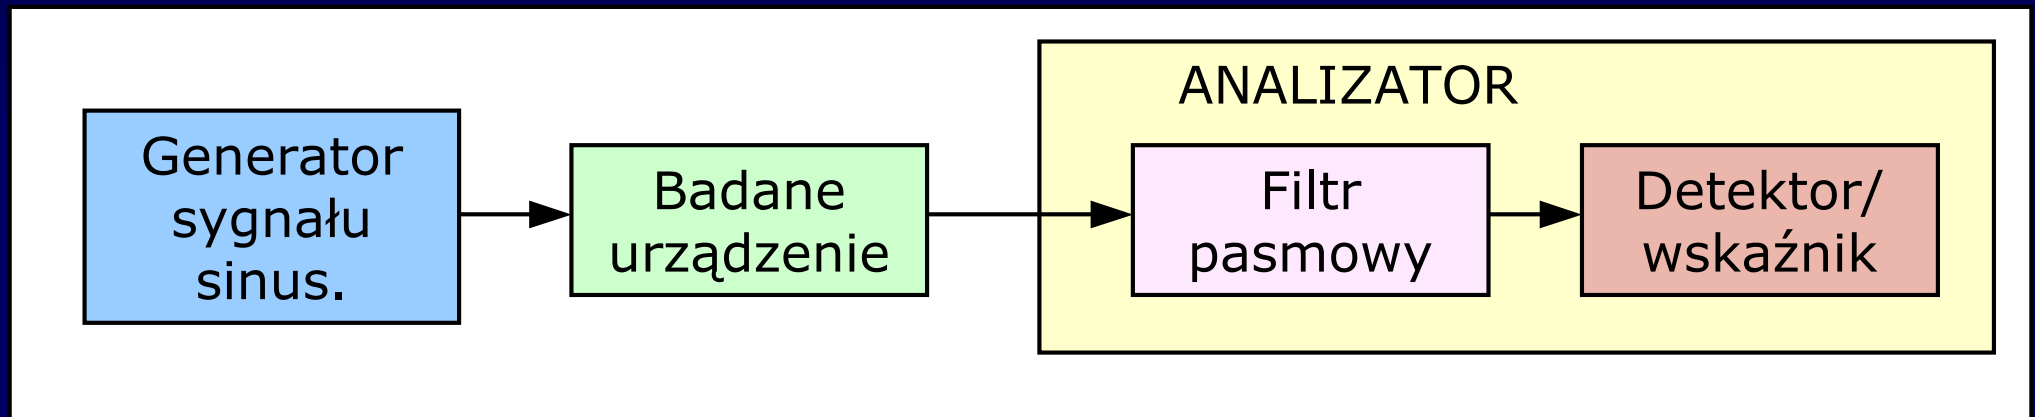 Generator
sygnału
sinus.
Badane
urządzenie
ANALIZATOR
Filtr
pasmowy
Detektor/
wskaźnik